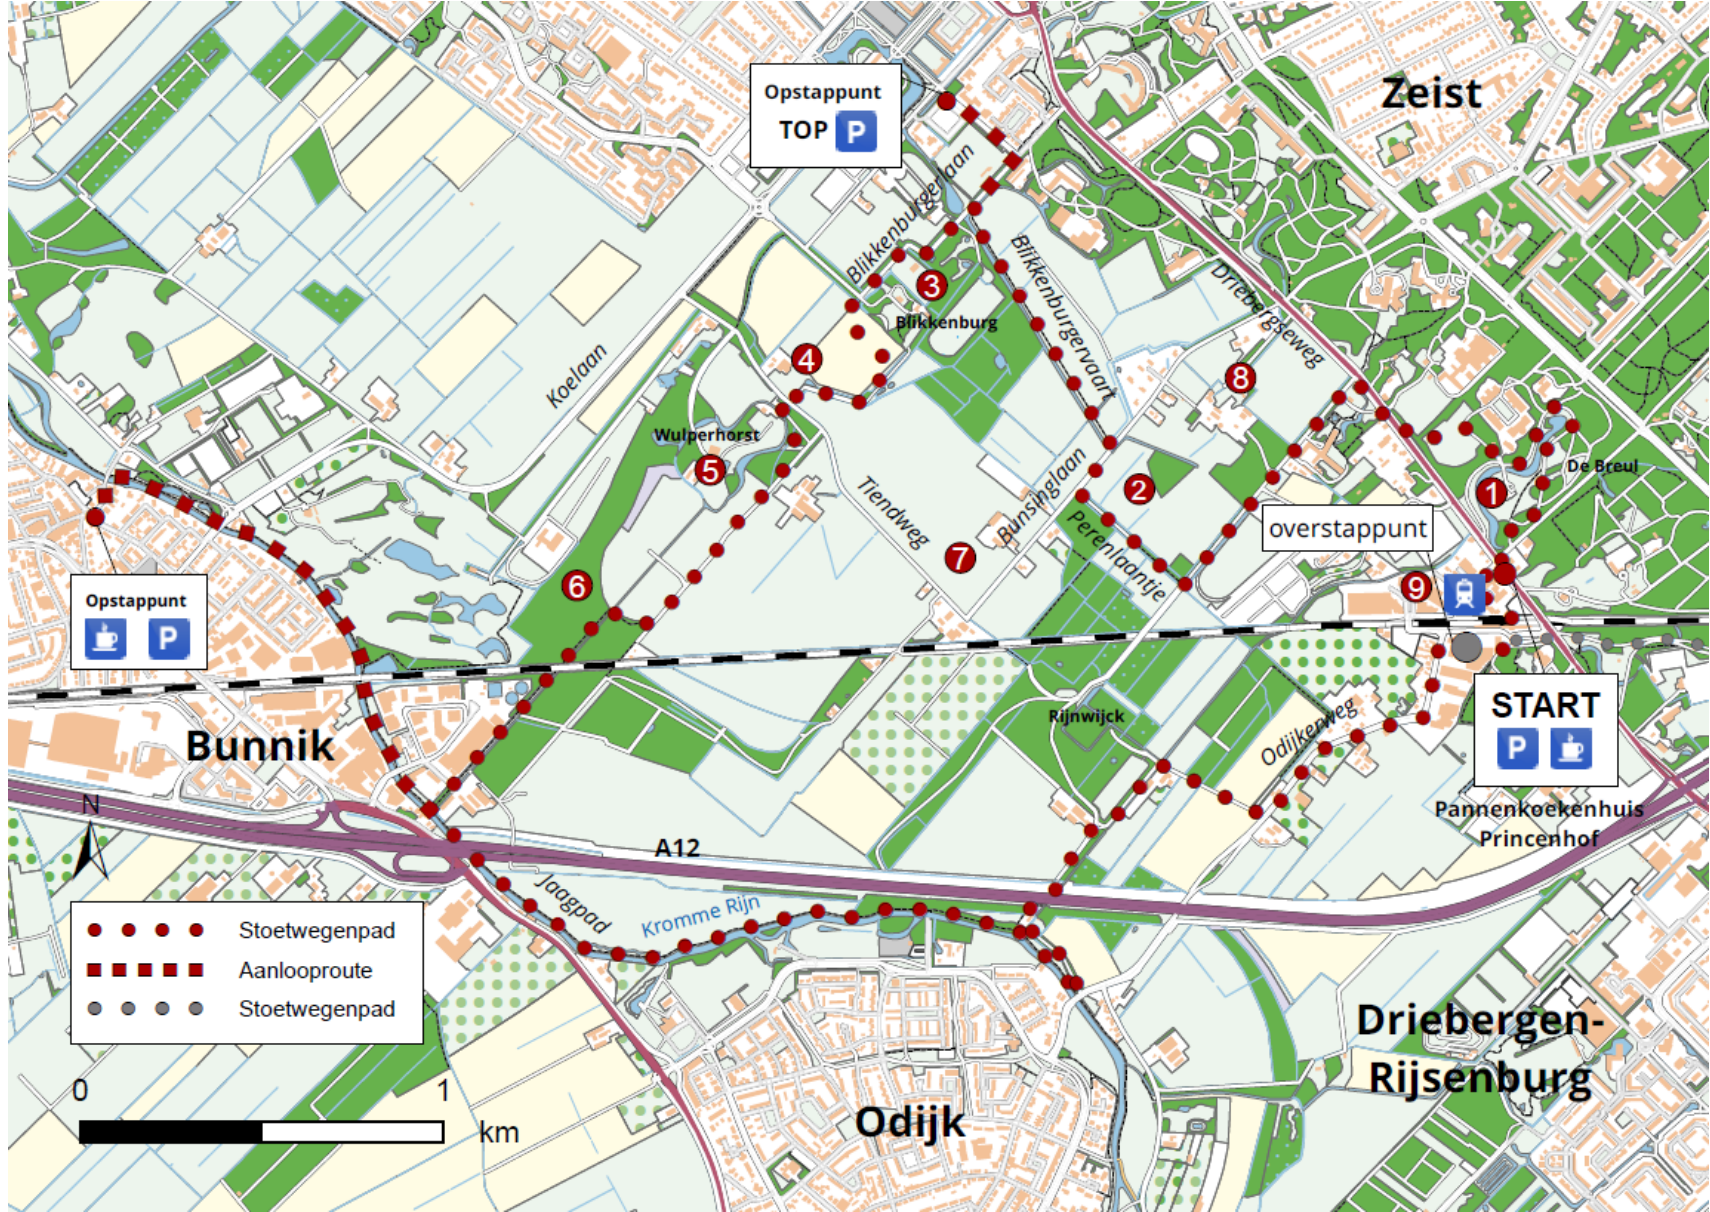 Zeist
Opstappunt
TOP P
Blikkenburgerlaan
Blikkenburgervaart
Driebergseweg
3
Blikkenburg
4
8
Koelaan
Wulperhorst
5
De Breul
1
2
Tiendweg
Bunsinglaan
Perenlaantje
overstappunt
7
6
9
Opstappunt
P
START
P
Rijnwijck
Odijkerweg
Bunnik
Pannenkoekenhuis
Princenhof
N
A12
Jaagpad
Kromme Rijn
Stoetwegenpad
Aanlooproute
Stoetwegenpad
Driebergen-
Rijsenburg
0 1
km
Odijk